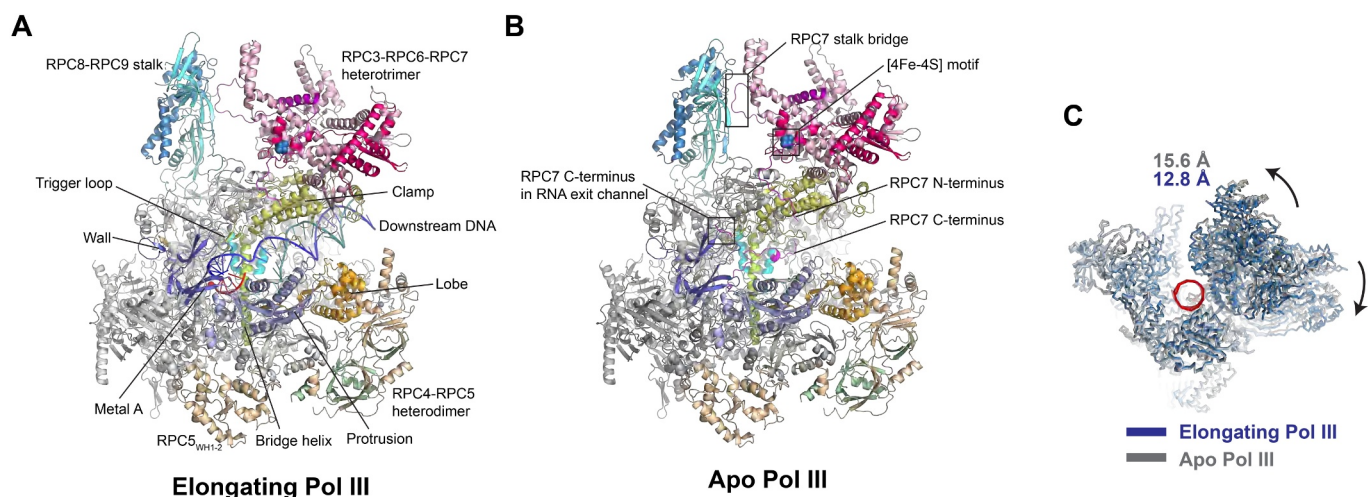 A
RPC8-RPC9 stalk
RPC3-RPC6-RPC7
heterotrimer
Trigger loop
Clamp
Wall
Downstream DNA
Lobe
Metal A
RPC4-RPC5
heterodimer
RPC5WH1-2
Bridge helix
Protrusion
Elongating Pol III
B
RPC7 stalk bridge
[4Fe-4S] motif
RPC7 C-terminus
in RNA exit channel
RPC7 N-terminus
RPC7 C-terminus
Apo Pol III
C
15.6 Å
12.8 Å
Elongating Pol III
Apo Pol III